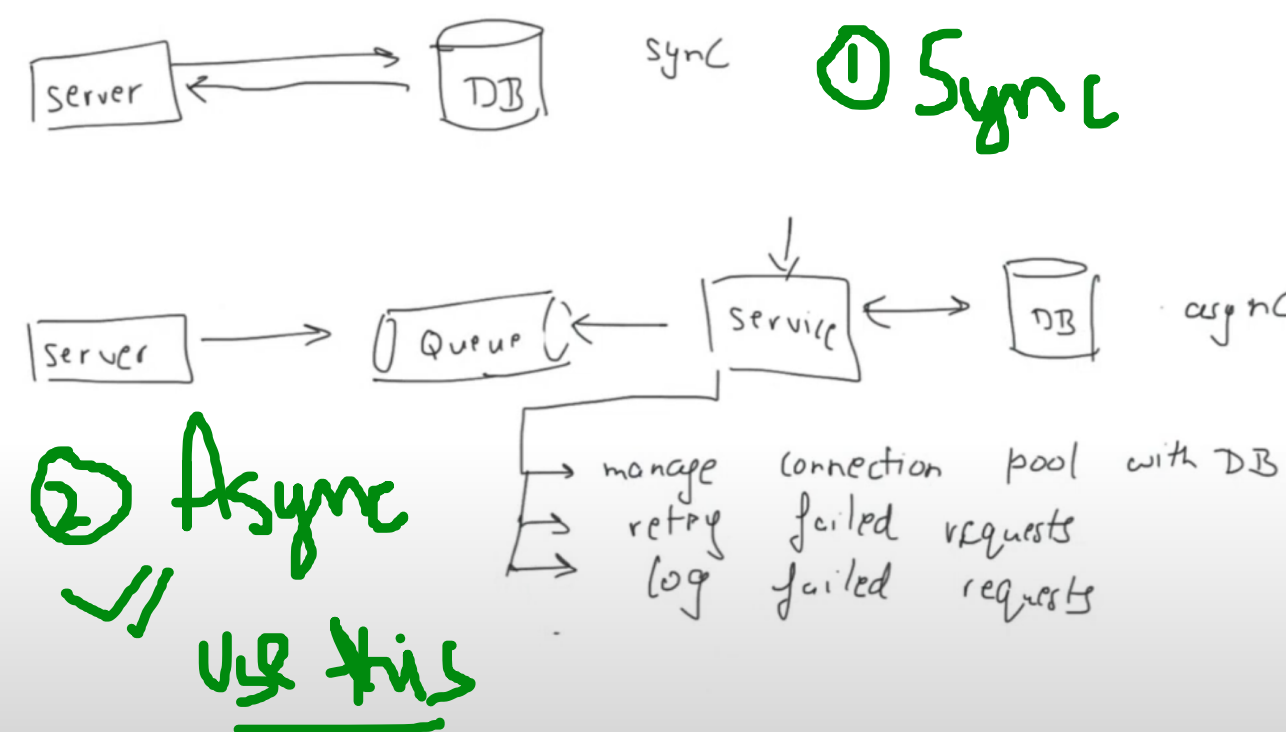 server
DB
sync
1 Sync
server
Queue
service
DB
async
manage connection pool with DB
retry failed requests
log failed requests
2 Async
use this